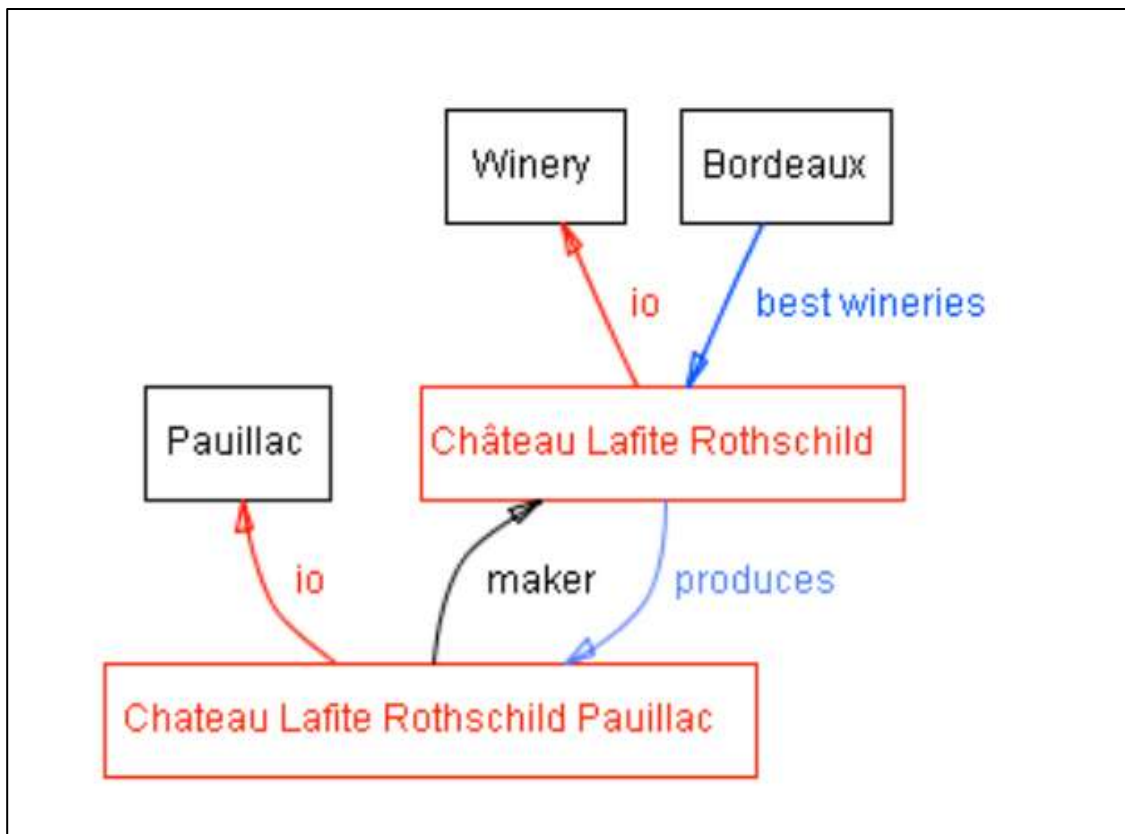 Winery
Bordeaux
io
best wineries
Pauillac
Château Lafite Rothschild
io
maker
produces
Chateau Lafite Rothschild Pauillac